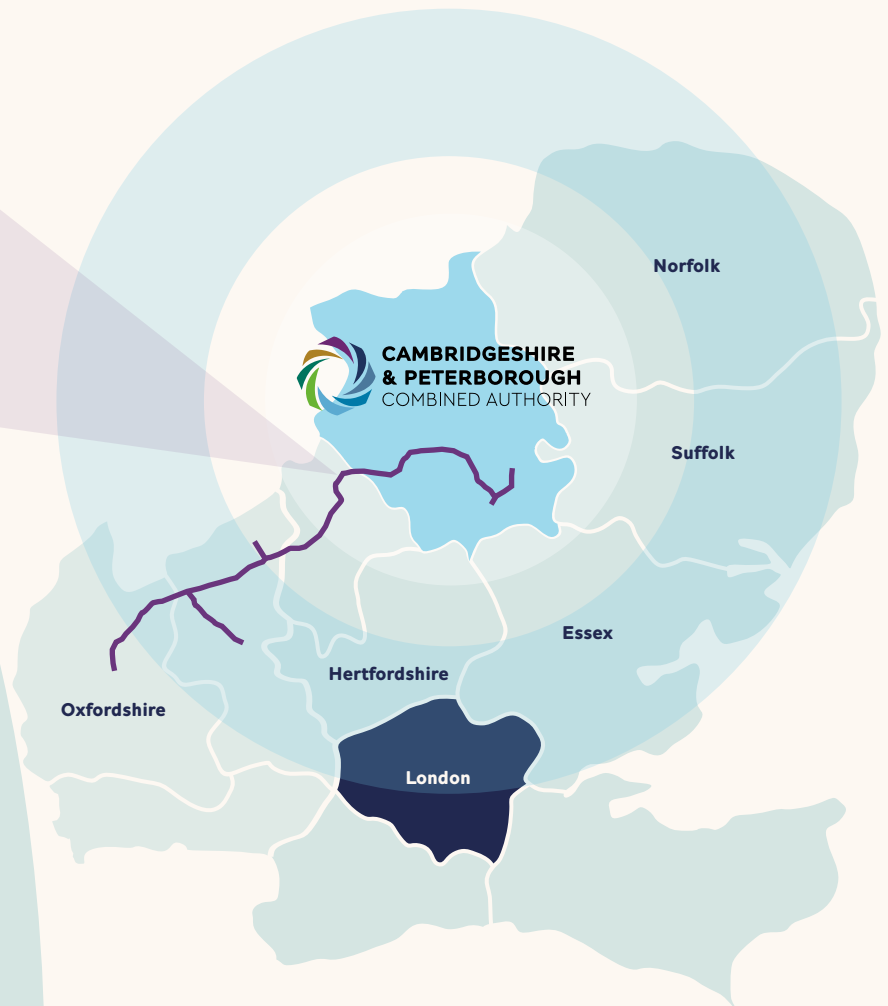 Norfolk
CAMBRIDGESHIRE
& PETERBOROUGH
COMBINED AUTHORITY
Suffolk
Essex
Hertfordshire
Oxfordshire
London